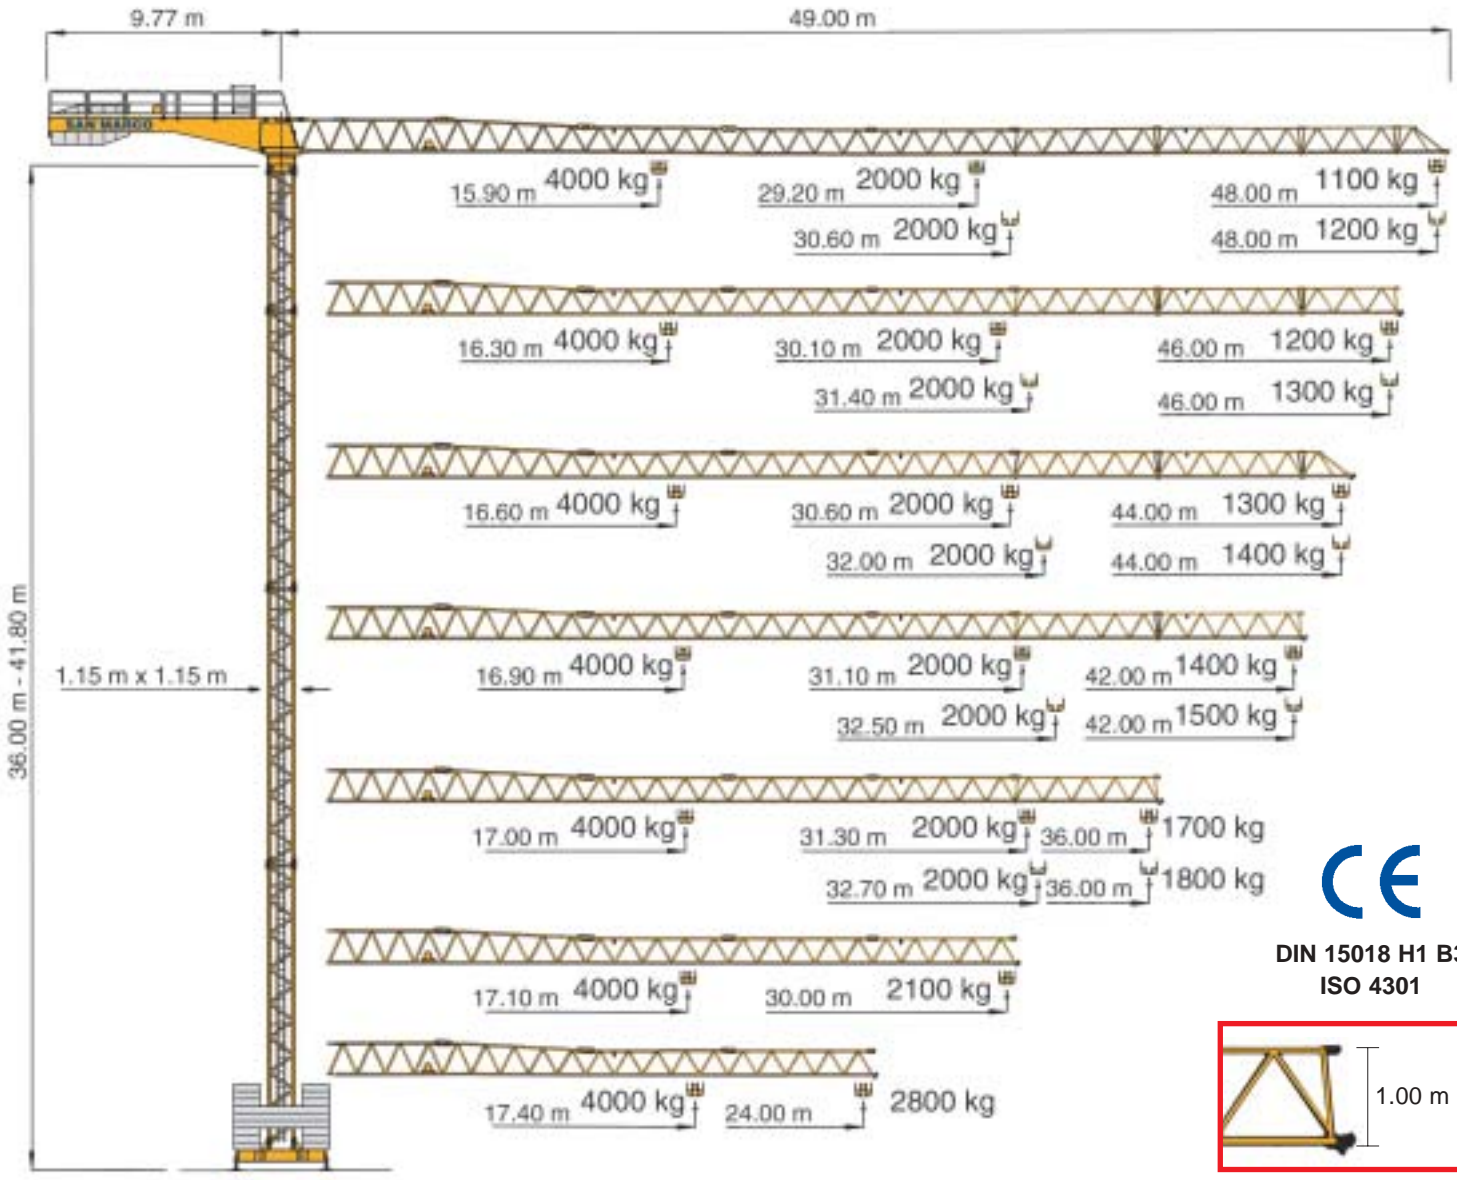 9.77 m 49.00 m
SAN MARCO
15.90 m 4000 kg 29.20 m 2000 kg 48.00 m 1100 kg
30.60 m 2000 kg 48.00 m 1200 kg
16.30 m 4000 kg 30.10 m 2000 kg 46.00 m 1200 kg
31.40 m 2000 kg 46.00 m 1300 kg
16.60 m 4000 kg 30.60 m 2000 kg 44.00 m 1300 kg
32.00 m 2000 kg 44.00 m 1400 kg
36.00 m - 41.80 m
1.15 m x 1.15 m
16.90 m 4000 kg 31.10 m 2000 kg 42.00 m 1400 kg
32.50 m 2000 kg 42.00 m 1500 kg
17.00 m 4000 kg 31.30 m 2000 kg 36.00 m 1700 kg
32.70 m 2000 kg 36.00 m 1800 kg
CE
DIN 15018 H1 B3
ISO 4301
17.10 m 4000 kg 30.00 m 2100 kg
17.40 m 4000 kg 24.00 m 2800 kg
1.00 m